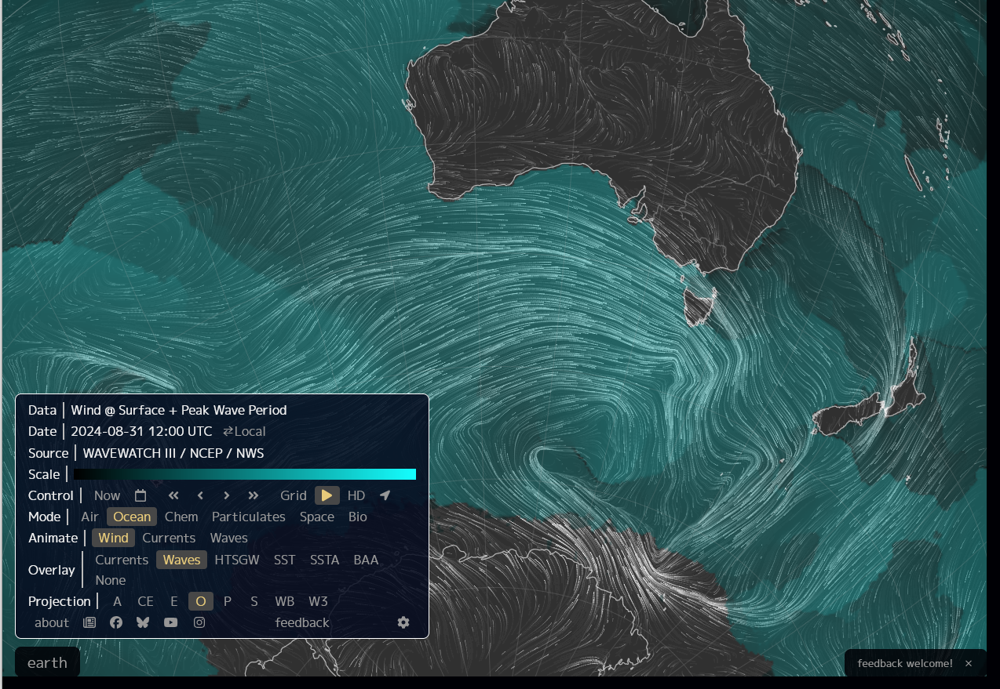 Data | Wind @ Surface + Peak Wave Period
Date | 2024-08-31 12:00 UTC ⇄Local
Source | WAVEWATCH III / NCEP / NWS
Scale |
Control | Now Grid HD
Mode | Air Ocean Chem Particulates Space Bio
Animate | Wind Currents Waves
Overlay | Currents Waves HTSGW SST SSTA BAA
None
Projection | A CE E O P S WB W3
about feedback
earth
feedback welcome! ×